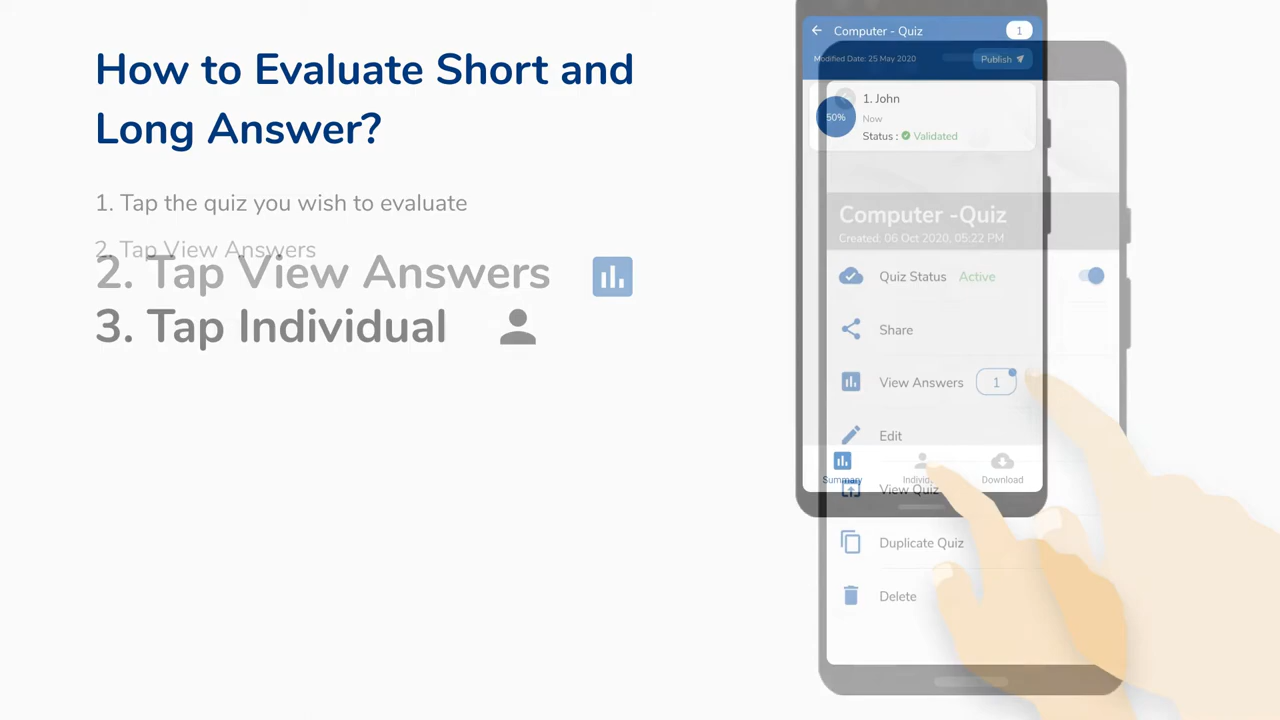 How to Evaluate Short and
Long Answer?
1. Tap the quiz you wish to evaluate
2. Tap View Answers
2. Tap View Answers
3. Tap Individual
Computer - Quiz
1
Modified Date: 25 May 2020
Publish
1. John
50%
Now
Status : Validated
Computer -Quiz
Created: 06 Oct 2020, 05:22 PM
Quiz Status Active
Share
View Answers 1
Edit
Summary
Download
View Quiz
Duplicate Quiz
Delete